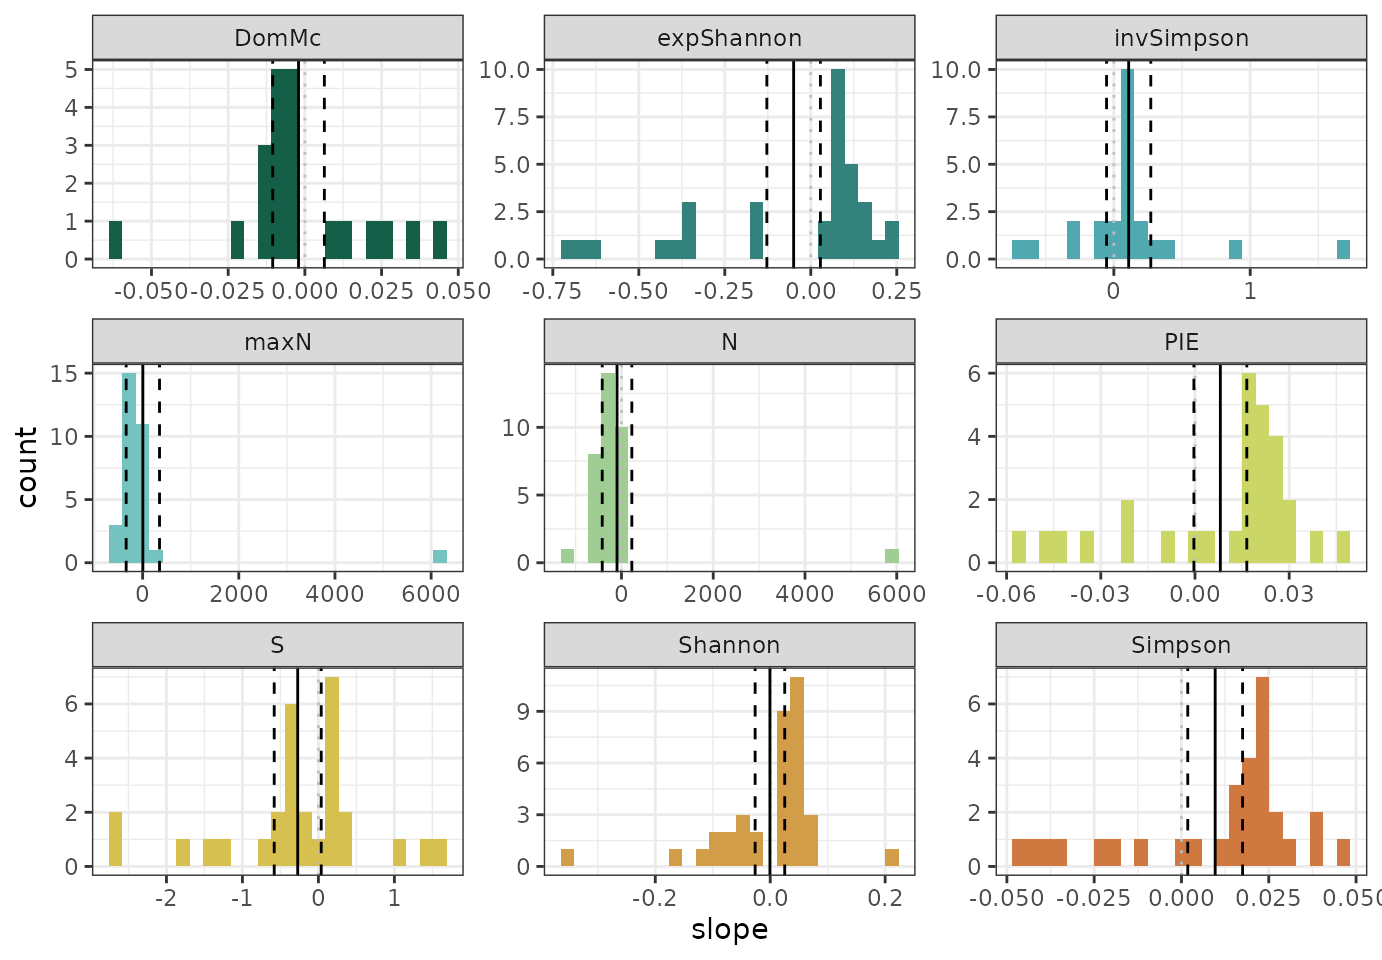 DomMc expShannon invSimpson
5 4 3 2 1 0
10.0 7.5 5.0 2.5 0.0
10.0 7.5 5.0 2.5 0.0
-0.050 -0.025 0.000 0.025 0.050
-0.75 -0.50 -0.25 0.00 0.25
0 1
maxN N PIE
15 10 5 0
10 5 0
6 4 2 0
0 2000 4000 6000
0 2000 4000 6000
-0.06 -0.03 0.00 0.03
S Shannon Simpson
6 4 2 0
9 6 3 0
6 4 2 0
-2 -1 0 1
-0.2 0.0 0.2
-0.050 -0.025 0.000 0.025 0.050
count
slope